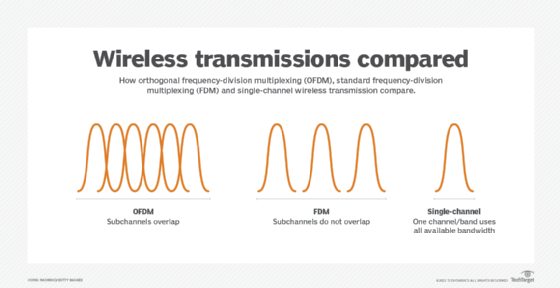 Wireless transmissions compared
How orthogonal frequency-division multiplexing (OFDM), standard frequency-division
multiplexing (FDM) and single-channel wireless transmission compare.
OFDM
Subchannels overlap
FDM
Subchannels do not overlap
Single-channel
One channel/band uses
all available bandwidth
TechTarget